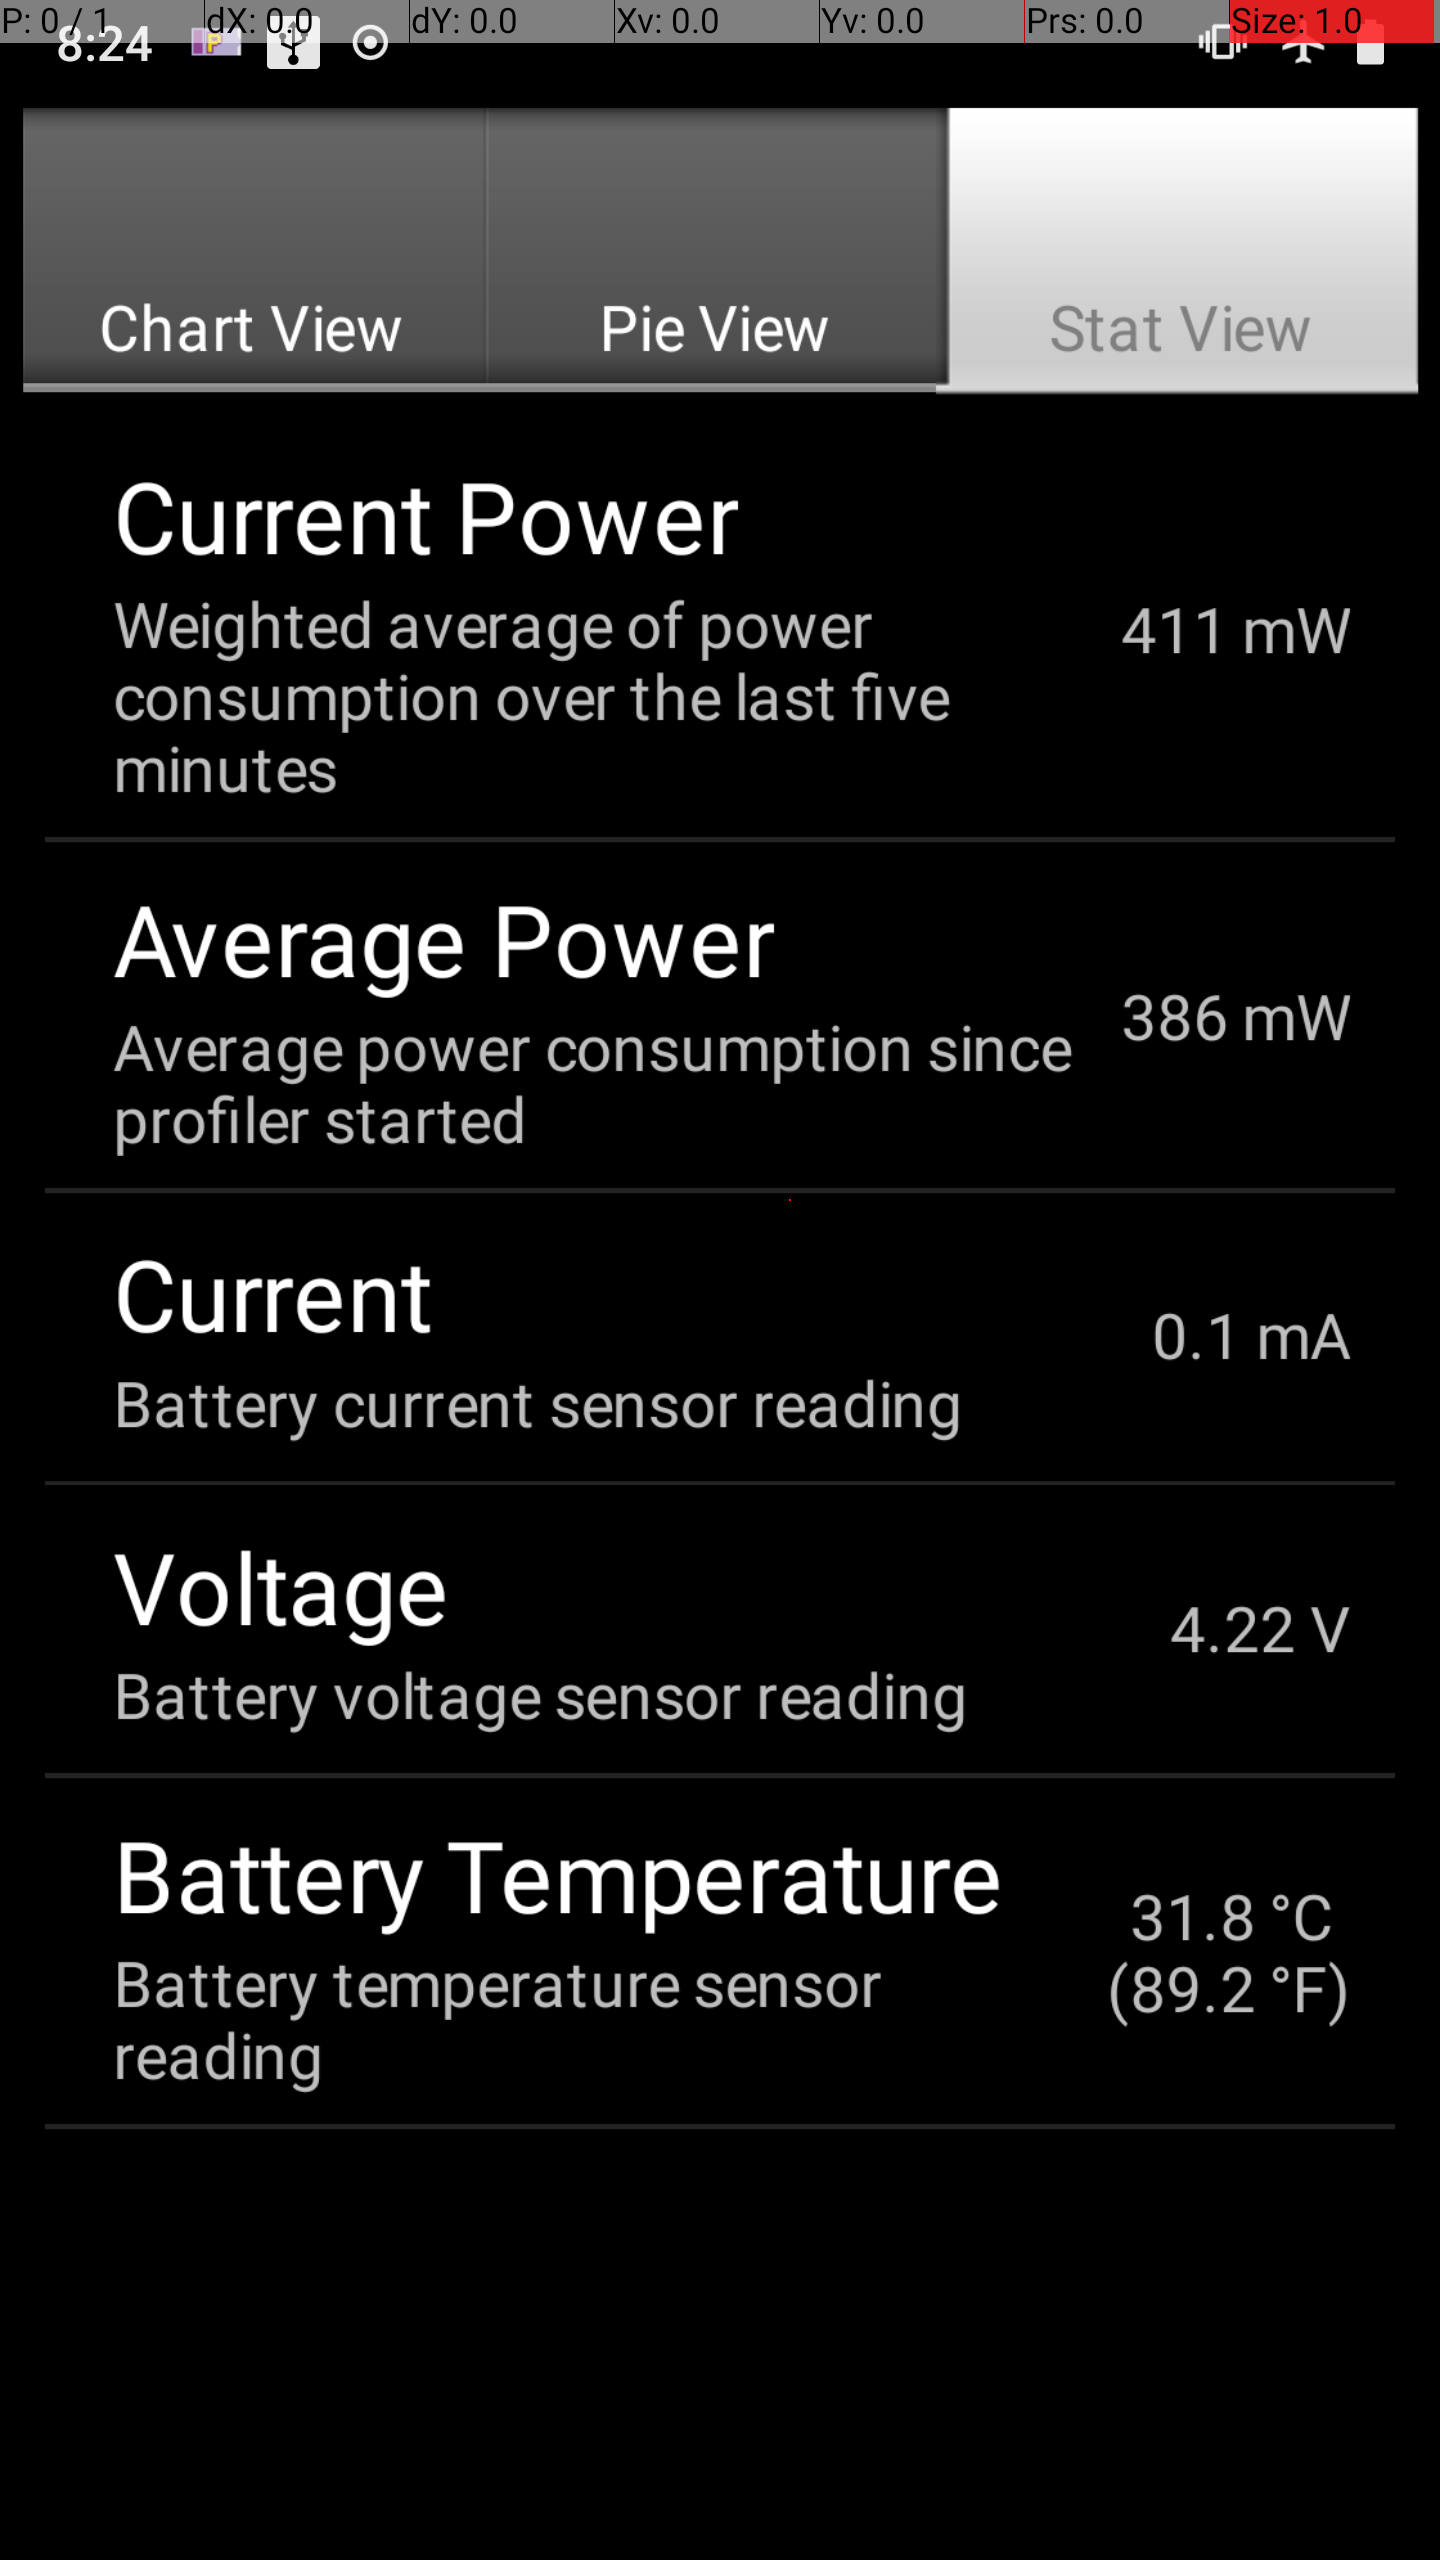 P: 0 / 1 dX: 0.0 dY: 0.0 Xv: 0.0 Yv: 0.0 Prs: 0.0 Size: 1.0
8:24 P
Chart View Pie View Stat View
Current Power
Weighted average of power
consumption over the last five
minutes
411 mW
Average Power
Average power consumption since
profiler started
386 mW
Current
Battery current sensor reading
0.1 mA
Voltage
Battery voltage sensor reading
4.22 V
Battery Temperature
Battery temperature sensor
reading
31.8 °C
(89.2 °F)